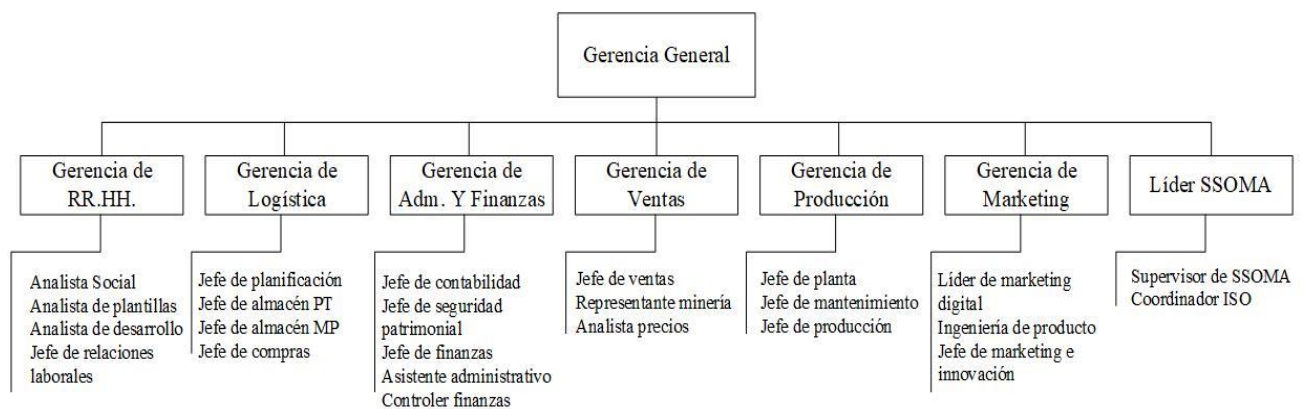 Gerencia General
Gerencia de
RR.HH.
Gerencia de
Logística
Gerencia de
Adm. Y Finanzas
Gerencia de
Ventas
Gerencia de
Producción
Gerencia de
Marketing
Líder SSOMA
Analista Social
Analista de plantillas
Analista de desarrollo
Jefe de relaciones
laborales
Jefe de planificación
Jefe de almacén PT
Jefe de almacén MP
Jefe de compras
Jefe de contabilidad
Jefe de seguridad
patrimonial
Jefe de finanzas
Asistente administrativo
Controler finanzas
Jefe de ventas
Representante minería
Analista precios
Jefe de planta
Jefe de mantenimiento
Jefe de producción
Líder de marketing
digital
Ingeniería de producto
Jefe de marketing e
innovación
Supervisor de SSOMA
Coordinador ISO